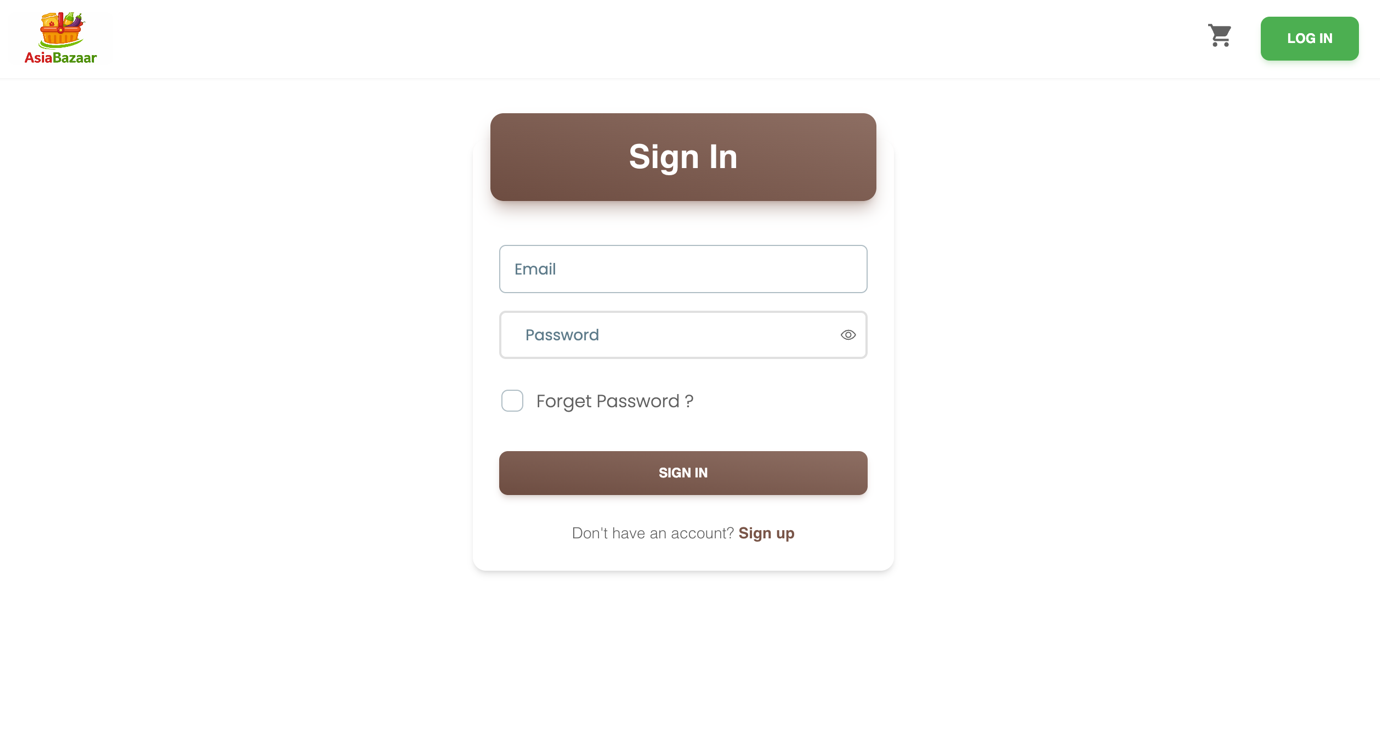 AsiaBazaar
LOG IN
Sign In
Email
Password
Forget Password ?
SIGN IN
Don't have an account? Sign up